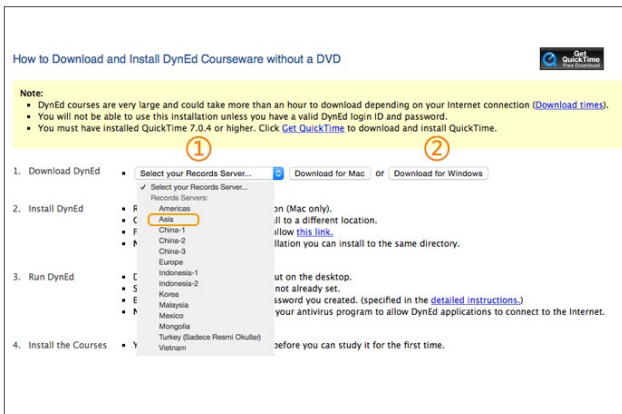 How to Download and Install DynEd Courseware without a DVD
Get
QuickTime
Free Download
Note:
▪ DynEd courses are very large and could take more than an hour to download depending on your Internet connection (Download times).
▪ You will not be able to use this installation unless you have a valid DynEd login ID and password.
▪ You must have installed QuickTime 7.0.4 or higher. Click Get QuickTime to download and install QuickTime.
① ②
1. Download DynEd ▪ Select your Records Server... Download for Mac or Download for Windows
✓ Select your Records Server...
Records Servers:
2. Install DynEd ▪ R on (Mac only).
Americas
Asia
all to a different location.
China-1
ollow this link.
China-2
▪ N llation you can install to the same directory.
China-3
Europe
Indonesia-1
3. Run DynEd ut on the desktop.
Indonesia-2
not already set.
Korea
ssword you created. (specified in the detailed instructions.)
Malaysia
▪ N your antivirus program to allow DynEd applications to connect to the Internet.
Mexico
Mongolia
Turkey (Sadece Resmi Okullar)
4. Install the Courses ▪ Y before you can study it for the first time.
Vietnam